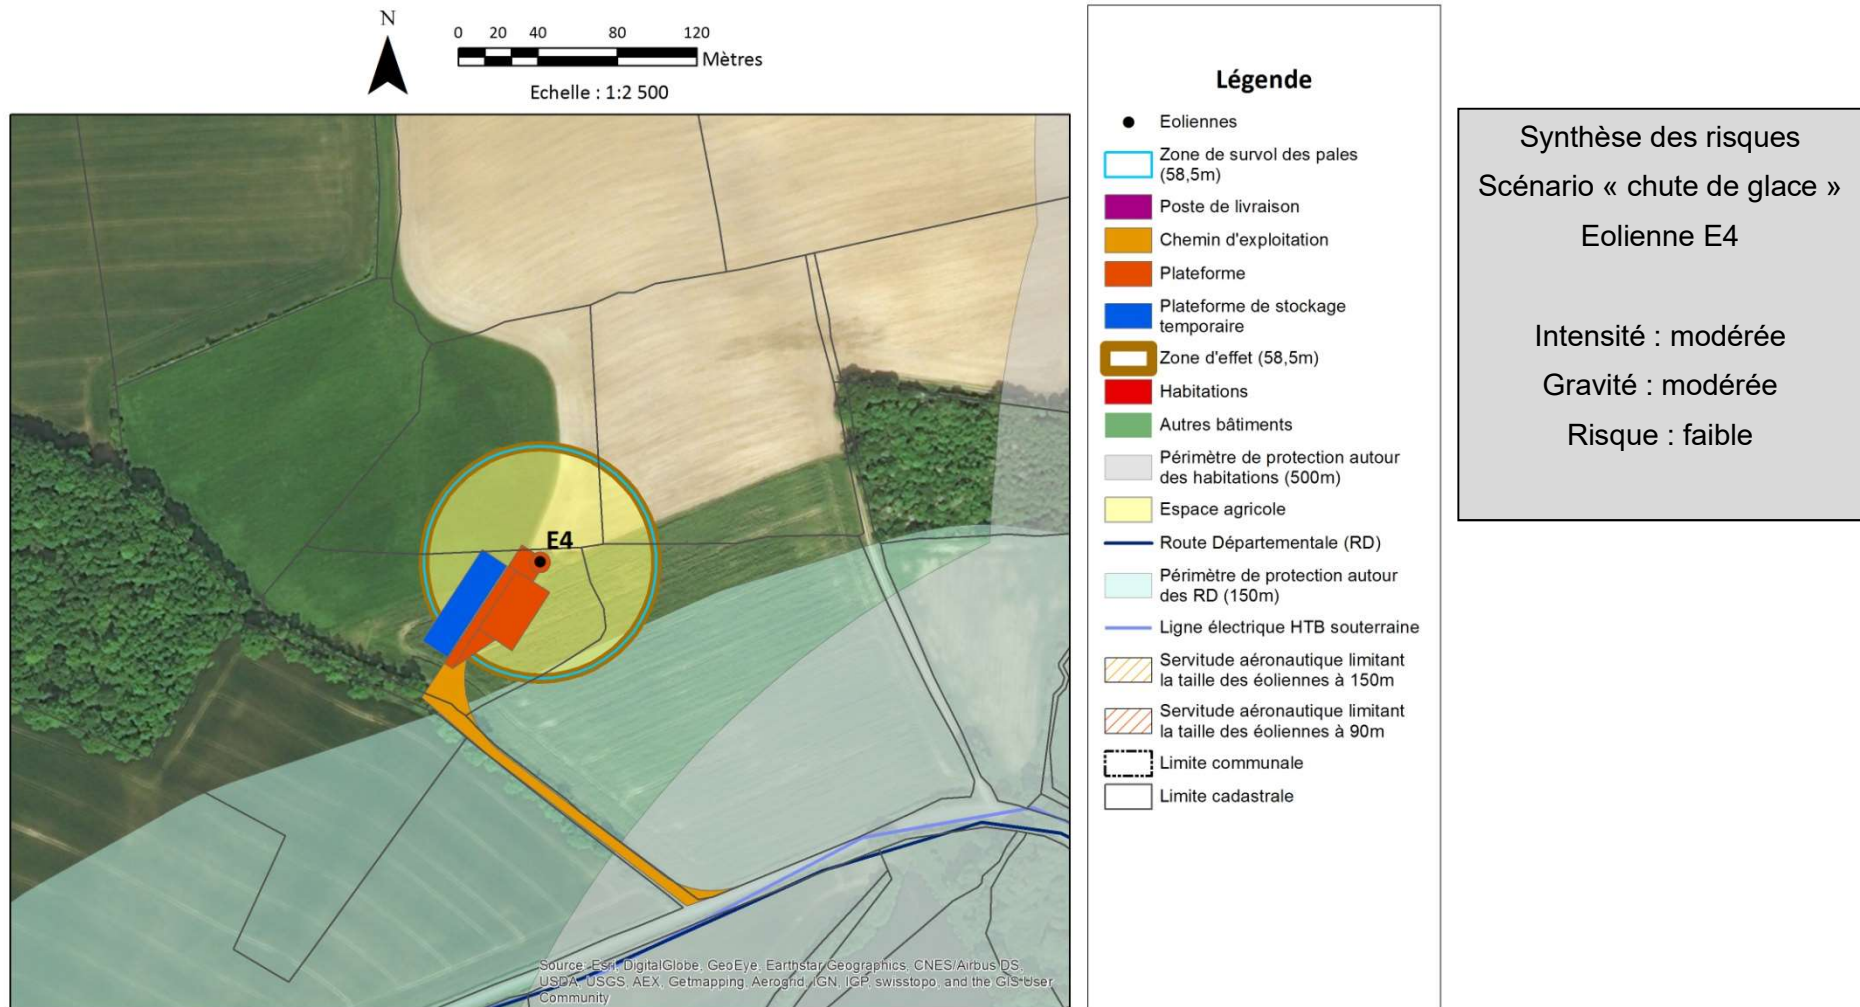 N
0 20 40 80 120
Mètres
Echelle : 1:2 500
E4
Source: Esri, DigitalGlobe, GeoEye, Earthstar Geographics, CNES/Airbus DS,
USDA, USGS, AEX, Getmapping, Aerogrid, IGN, IGP, swisstopo, and the GIS User
Community
Légende
Eoliennes
Zone de survol des pales
(58,5m)
Poste de livraison
Chemin d'exploitation
Plateforme
Plateforme de stockage
temporaire
Zone d'effet (58,5m)
Habitations
Autres bâtiments
Périmètre de protection autour
des habitations (500m)
Espace agricole
Route Départementale (RD)
Périmètre de protection autour
des RD (150m)
Ligne électrique HTB souterraine
Servitude aéronautique limitant
la taille des éoliennes à 150m
Servitude aéronautique limitant
la taille des éoliennes à 90m
Limite communale
Limite cadastrale
Synthèse des risques
Scénario « chute de glace »
Eolienne E4
Intensité : modérée
Gravité : modérée
Risque : faible